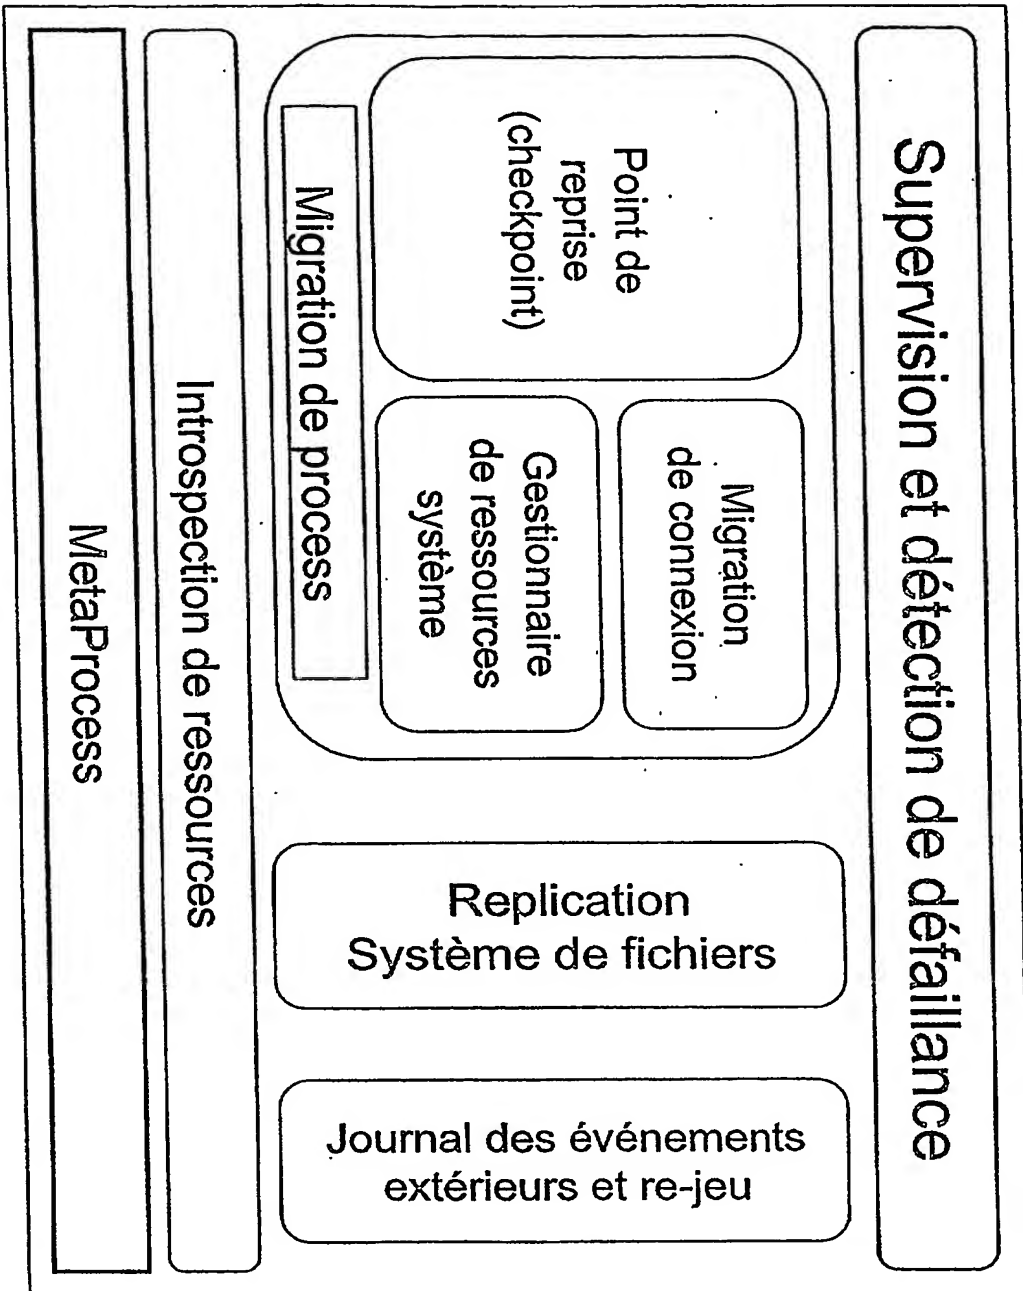 Supervision et détection de défaillance
Point de
reprise
(checkpoint)
Migration
de connexion
Gestionnaire
de ressources
système
Migration de process
Replication
Système de fichiers
Journal des événements
extérieurs et re-jeu
Introspection de ressources
MetaProcess